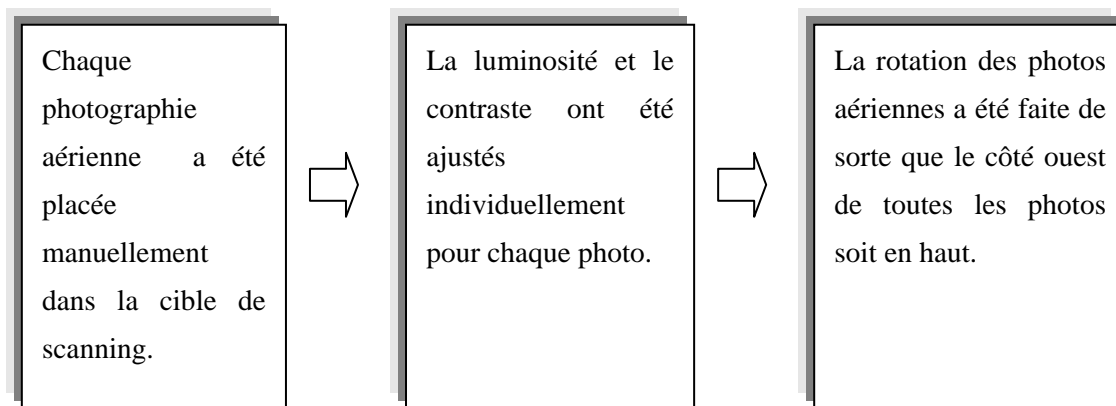 Chaque
photographie
aérienne a été
placée
manuellement
dans la cible de
scanning.
La luminosité et le
contraste ont été
ajustés
individuellement
pour chaque photo.
La rotation des photos
aériennes a été faite de
sorte que le côté ouest
de toutes les photos
soit en haut.